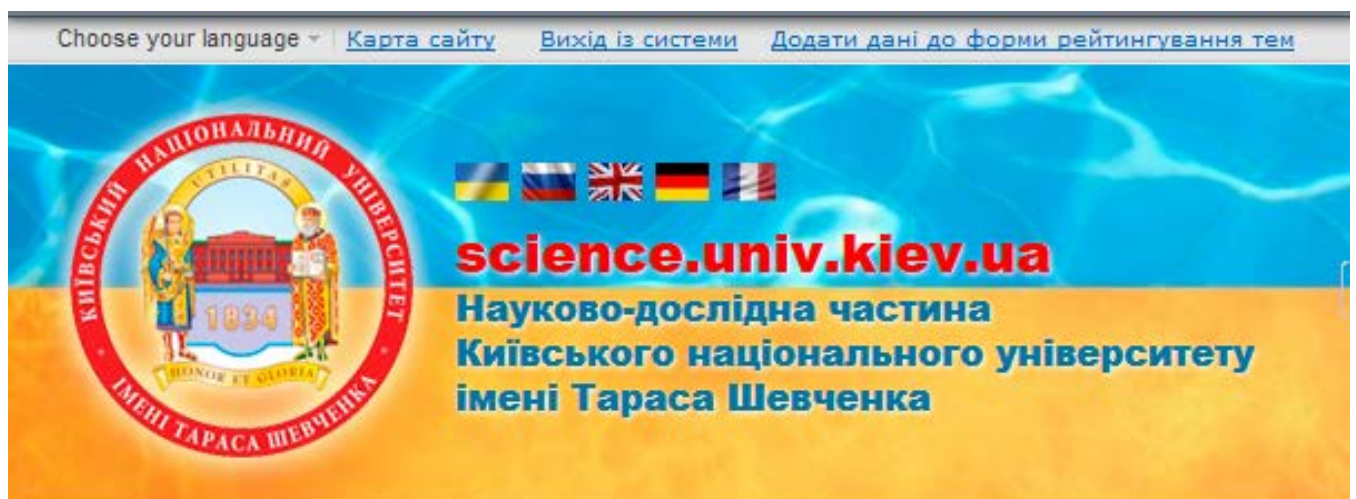 Choose your language Карта сайту Вихід із системи Додати дані до форми рейтингування тем
КИЇВСЬКИЙ НАЦІОНАЛЬНИЙ УНІВЕРСИТЕТ
ІМЕНІ ТАРАСА ШЕВЧЕНКА
UTILITAS
1834
HONOR ET GLORIA
science.univ.kiev.ua
Науково-дослідна частина
Київського національного університету
імені Тараса Шевченка